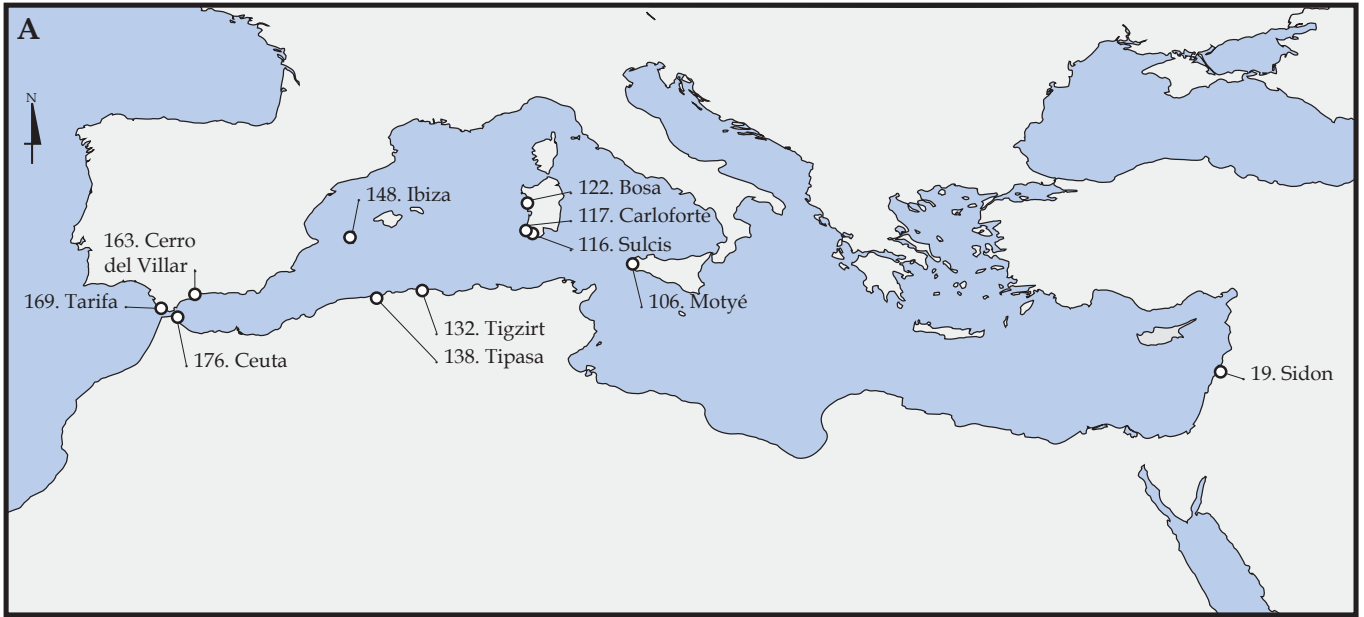 A
N
122. Bosa
148. Ibiza
117. Carloforte
163. Cerro
del Villar
116. Sulcis
169. Tarifa
106. Motyé
132. Tigzirt
138. Tipasa
176. Ceuta
19. Sidon